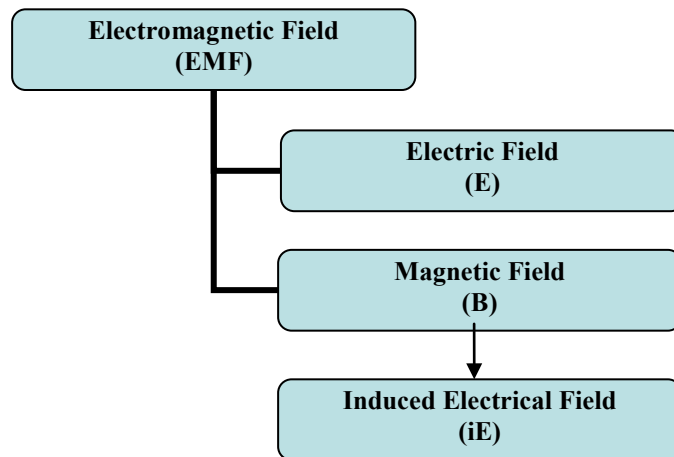 Electromagnetic Field
(EMF)
Electric Field
(E)
Magnetic Field
(B)
Induced Electrical Field
(iE)